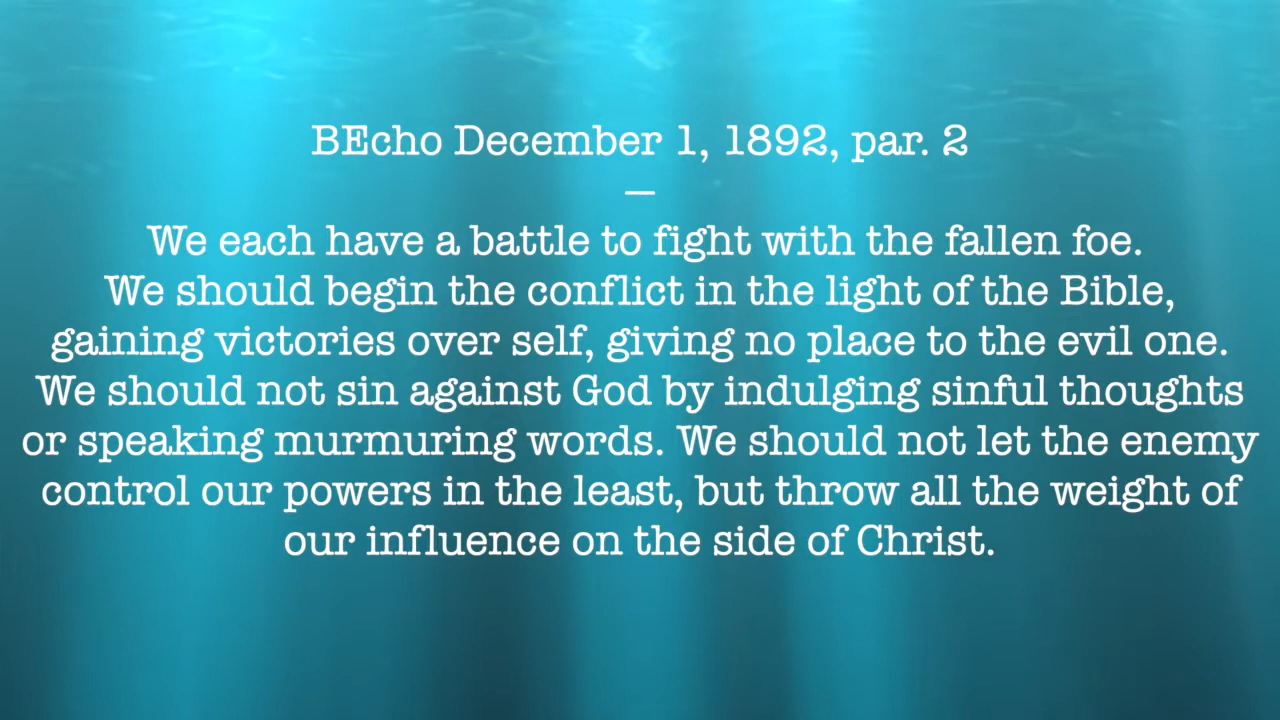 BEcho December 1, 1892, par. 2
—
We each have a battle to fight with the fallen foe.
We should begin the conflict in the light of the Bible,
gaining victories over self, giving no place to the evil one.
We should not sin against God by indulging sinful thoughts
or speaking murmuring words. We should not let the enemy
control our powers in the least, but throw all the weight of
our influence on the side of Christ.